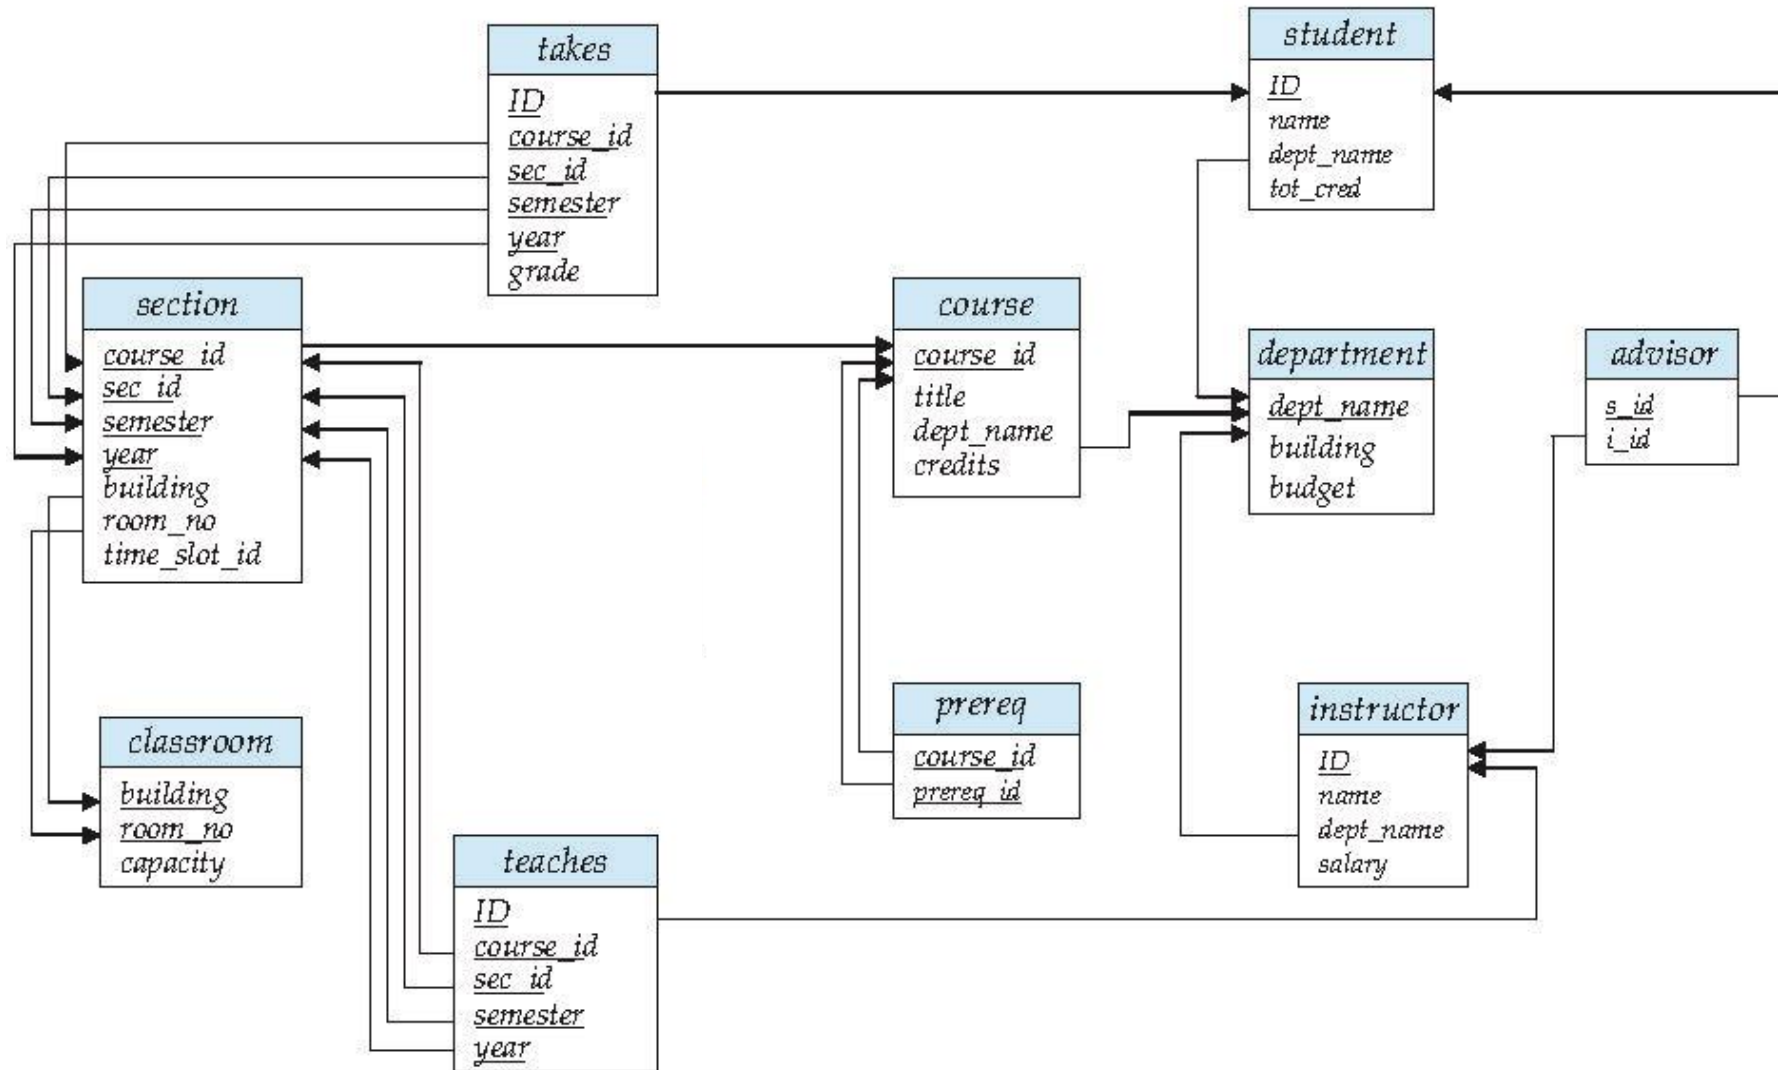 takes
ID
course_id
sec_id
semester
year
grade
student
ID
name
dept_name
tot_cred
section
course_id
sec_id
semester
year
building
room_no
time_slot_id
course
course_id
title
dept_name
credits
department
dept_name
building
budget
advisor
s_id
i_id
classroom
building
room_no
capacity
prereq
course_id
prereq_id
instructor
ID
name
dept_name
salary
teaches
ID
course_id
sec_id
semester
year